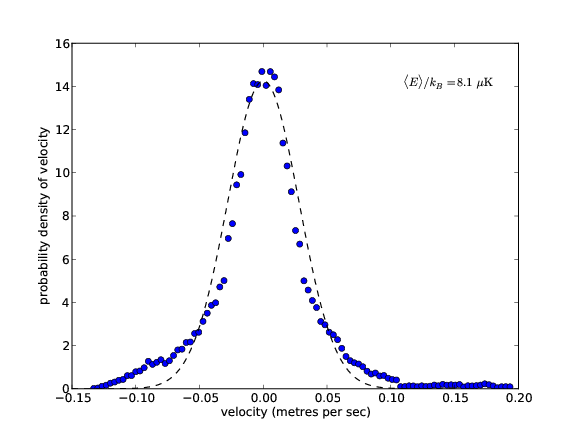 16
14
12
10
8
6
4
2
0
⟨E⟩/k_B = 8.1 μK
probability density of velocity
−0.15 −0.10 −0.05 0.00 0.05 0.10 0.15 0.20
velocity (metres per sec)